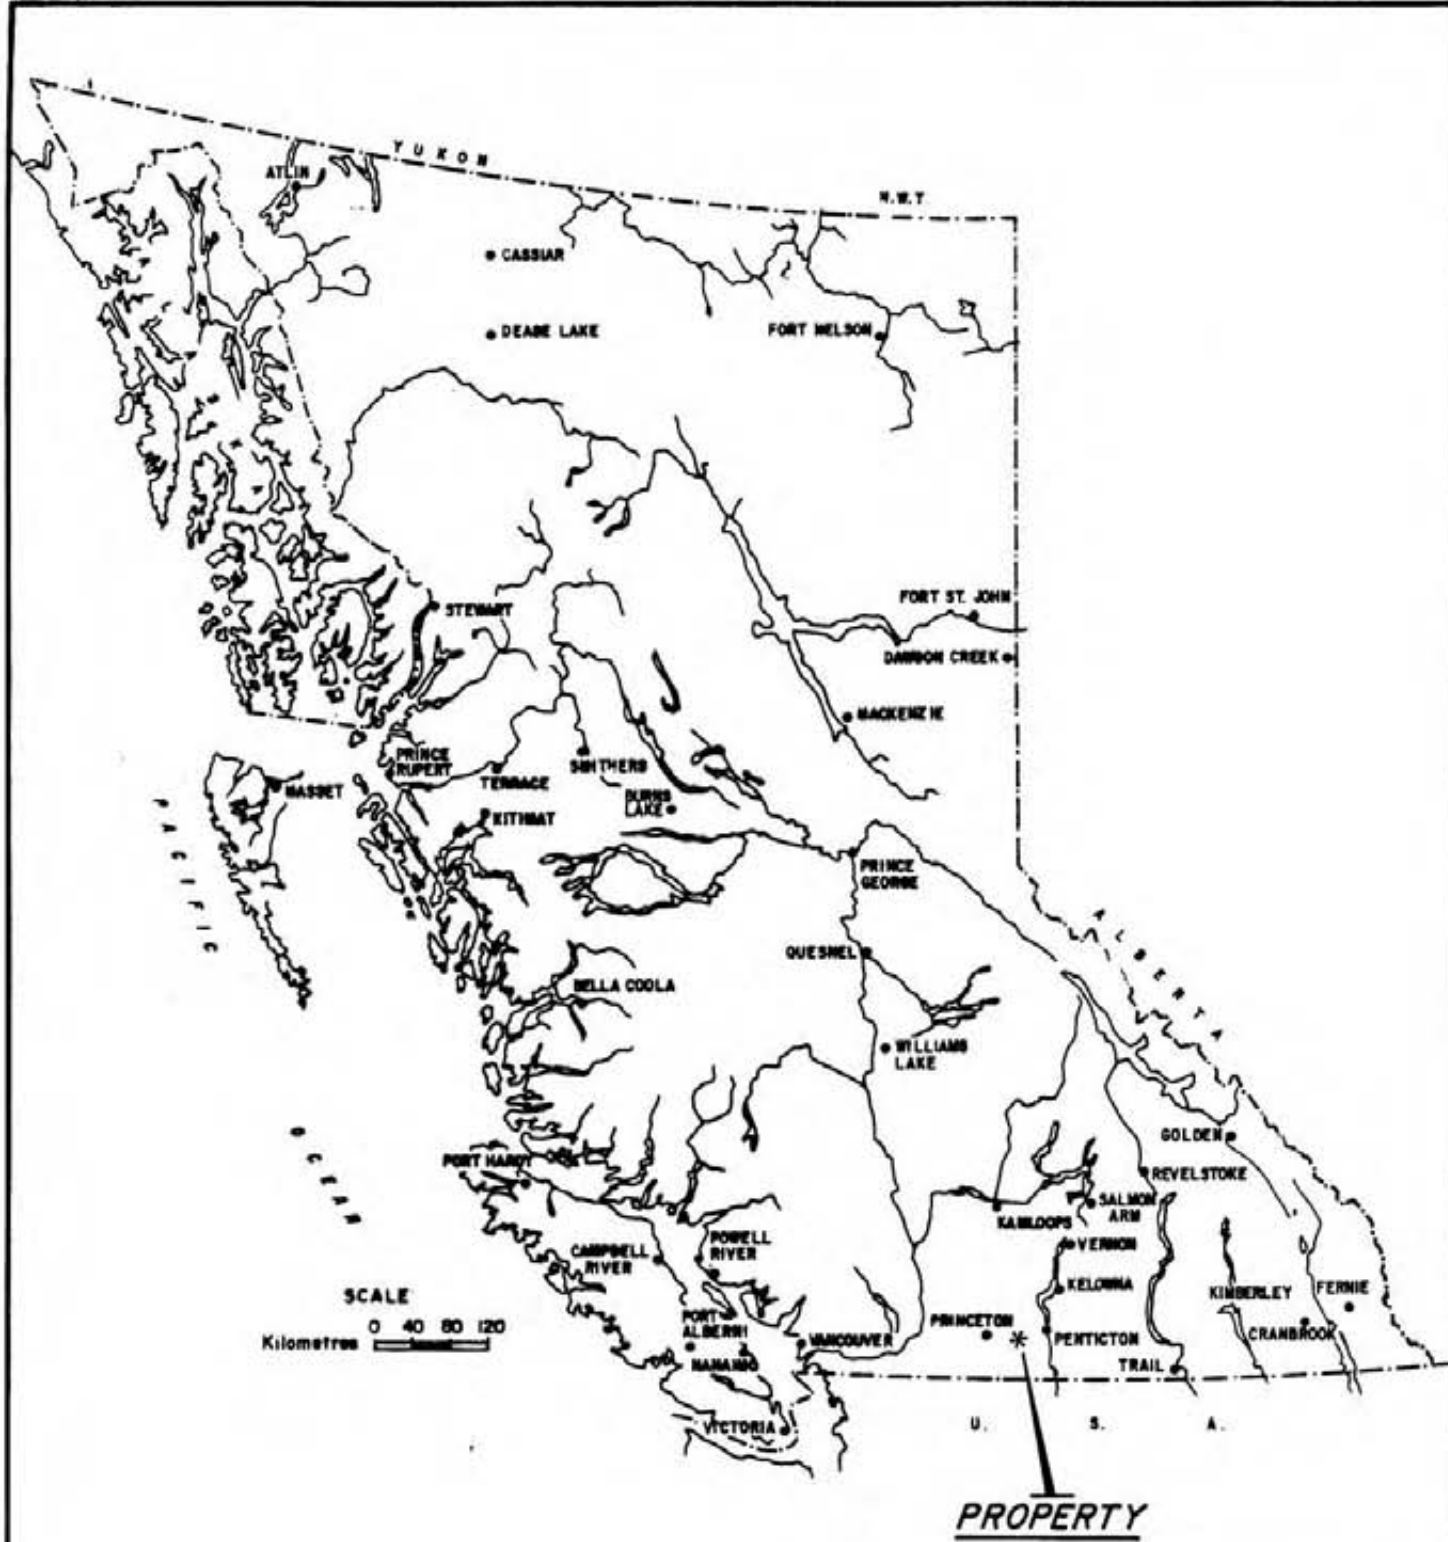 YUKON
N.W.T
ATLIN
CASSIAR
DEASE LAKE
FORT NELSON
FORT ST. JOHN
STEWART
DAWSON CREEK
MACKENZIE
PRINCE
RUPERT
TERRACE
SMITHERS
MASSET
BURNS
LAKE
KITIMAT
PACIFIC
PRINCE
GEORGE
ALBERTA
QUESNEL
BELLA COOLA
WILLIAMS
LAKE
OCEAN
GOLDEN
PORT HARDY
REVELSTOKE
SALMON
ARM
KAMLOOPS
VERNON
CAMPBELL
RIVER
POWELL
RIVER
KELOWNA
KIMBERLEY
FERNIE
SCALE
Kilometres 0 40 80 120
PORT
ALBERNI
VANCOUVER
PRINCETON
*
PENTICTON
CRANBROOK
NANAIMO
TRAIL
VICTORIA
U. S. A.
PROPERTY